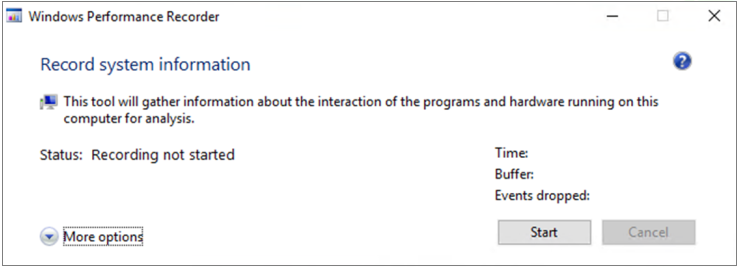 Windows Performance Recorder
Record system information
?
This tool will gather information about the interaction of the programs and hardware running on this
computer for analysis.
Status: Recording not started
Time:
Buffer:
Events dropped:
More options
Start
Cancel